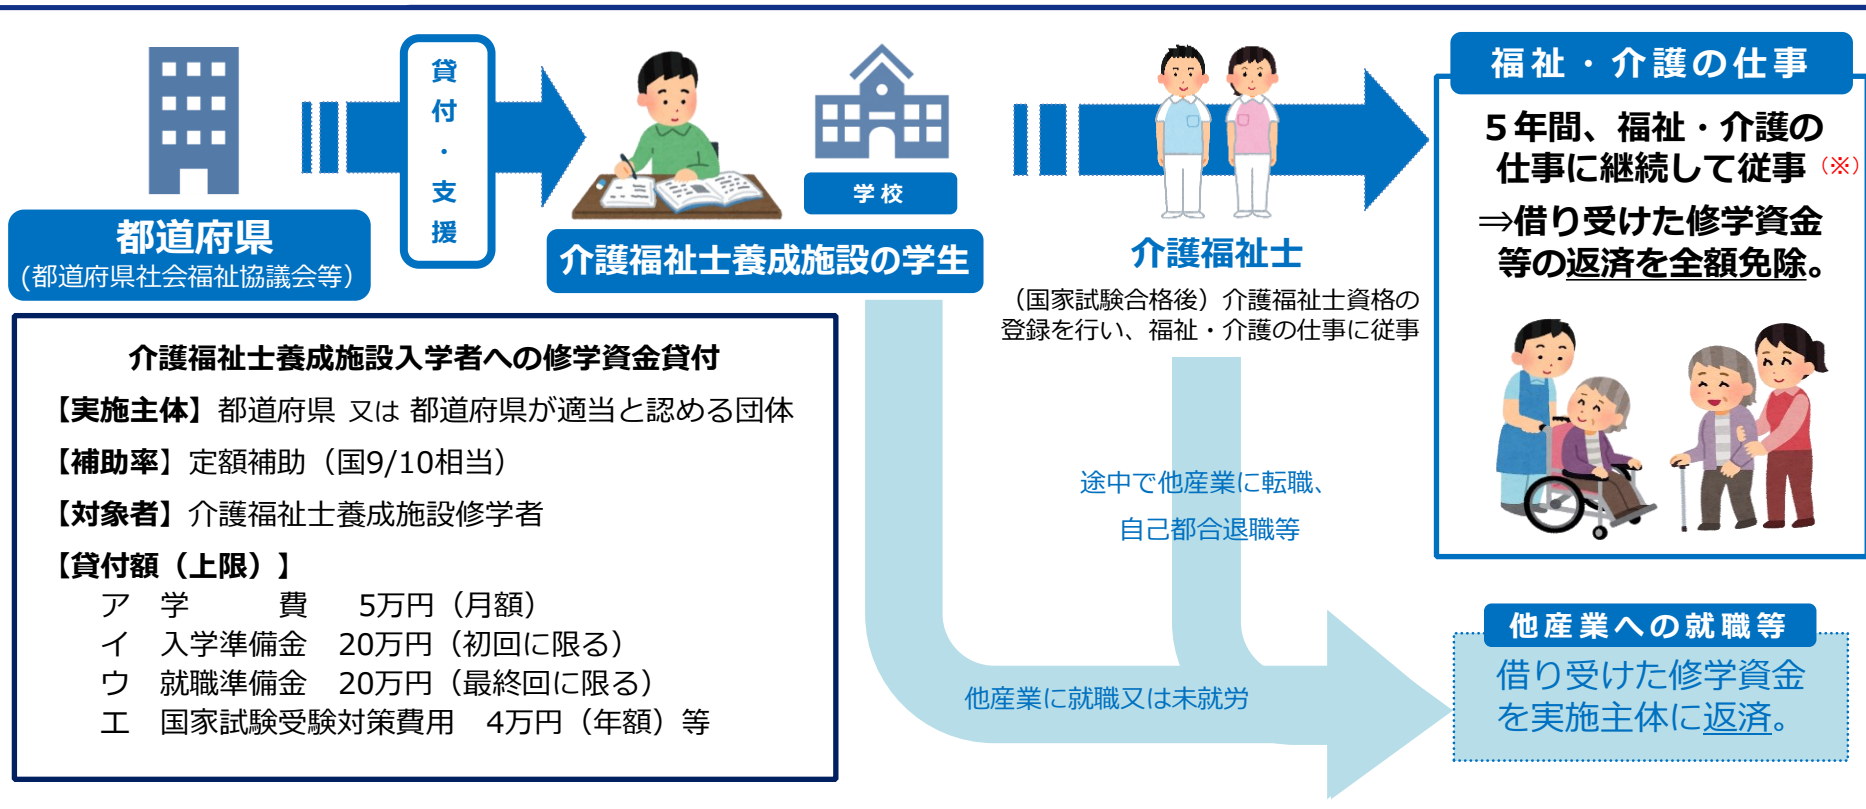 都道府県
(都道府県社会福祉協議会等)
貸付・支援
学校
介護福祉士養成施設の学生
介護福祉士
（国家試験合格後）介護福祉士資格の
登録を行い、福祉・介護の仕事に従事
福祉・介護の仕事
５年間、福祉・介護の
仕事に継続して従事（※）
⇒借り受けた修学資金
等の返済を全額免除。
介護福祉士養成施設入学者への修学資金貸付
【実施主体】都道府県 又は 都道府県が適当と認める団体
【補助率】定額補助（国9/10相当）
【対象者】介護福祉士養成施設修学者
【貸付額（上限）】
ア　学　　　費　 5万円（月額）
イ　入学準備金　20万円（初回に限る）
ウ　就職準備金　20万円（最終回に限る）
エ　国家試験受験対策費用　4万円（年額）等
途中で他産業に転職、
自己都合退職等
他産業に就職又は未就労
他産業への就職等
借り受けた修学資金
を実施主体に返済。